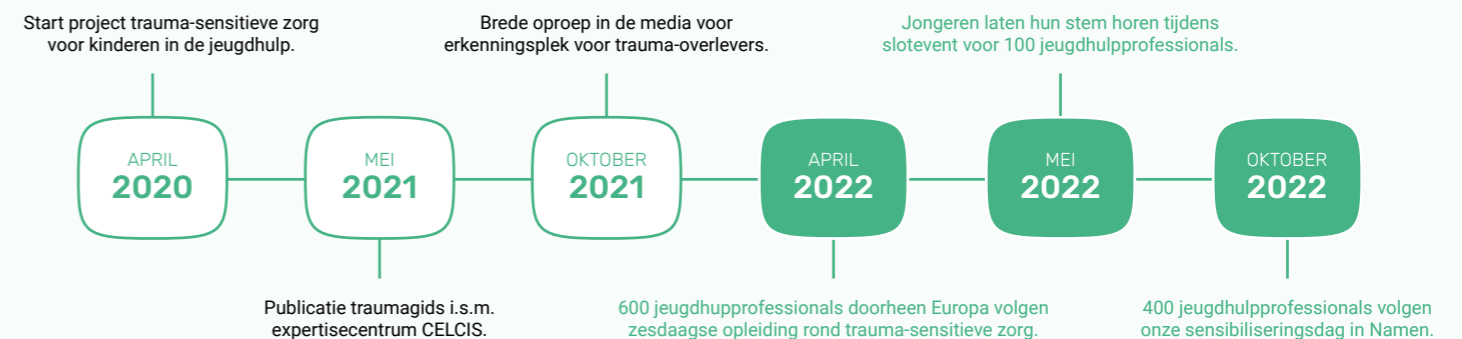 Start project trauma-sensitieve zorg
voor kinderen in de jeugdhulp.
Brede oproep in de media voor
erkenningsplek voor trauma-overlevers.
Jongeren laten hun stem horen tijdens
slotevent voor 100 jeugdhulpprofessionals.
APRIL
2020
MEI
2021
OKTOBER
2021
APRIL
2022
MEI
2022
OKTOBER
2022
Publicatie traumagids i.s.m.
expertisecentrum CELCIS.
600 jeugdhupprofessionals doorheen Europa volgen
zesdaagse opleiding rond trauma-sensitieve zorg.
400 jeugdhulpprofessionals volgen
onze sensibiliseringsdag in Namen.